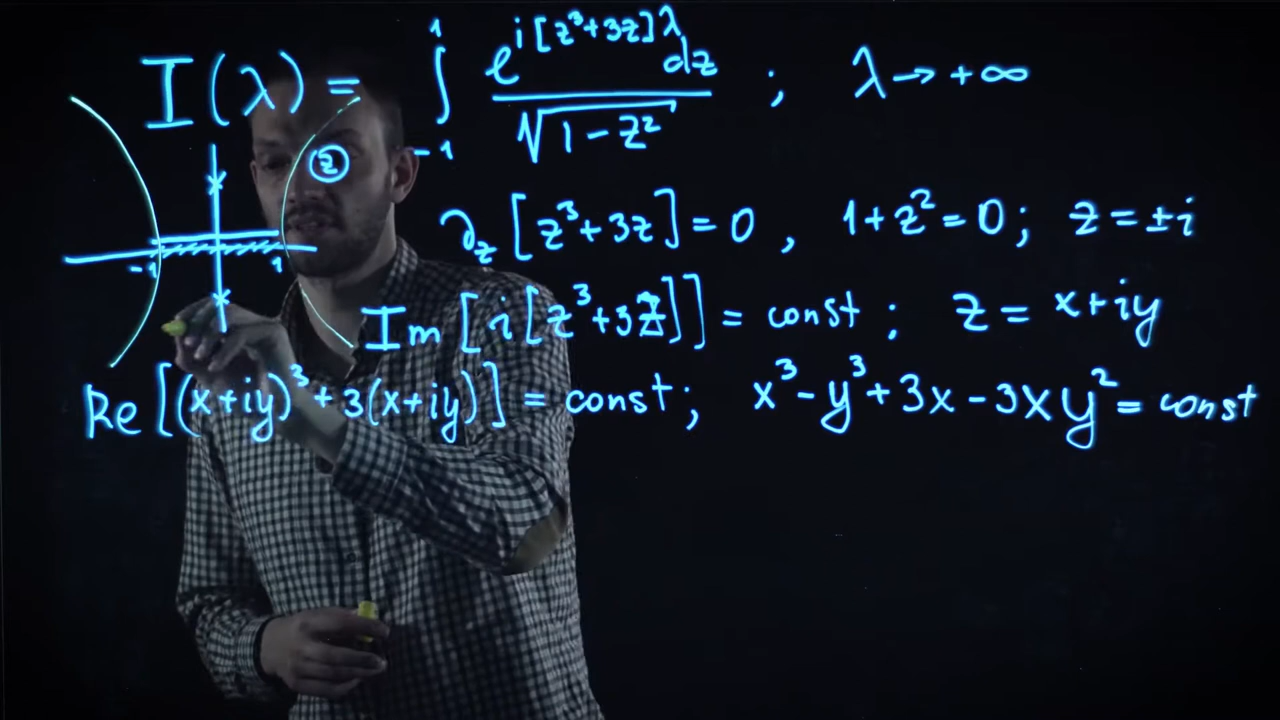 I(λ) = ∫₋₁¹ e^{i[z³+3z]λ} dz / √(1-z²) ; λ → +∞
z
-1 1
∂_z [z³+3z] = 0 , 1+z² = 0 ; z = ±i
Im [i[z³+3z]] = const ; z = x+iy
Re [(x+iy)³+3(x+iy)] = const ; x³-y³+3x-3xy² = const